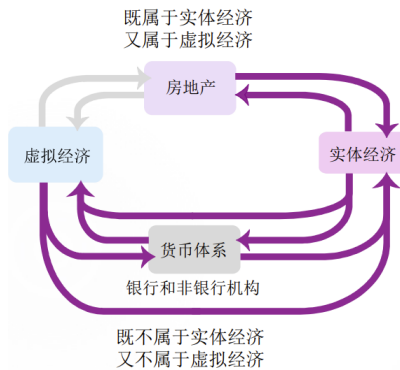 既属于实体经济
又属于虚拟经济
房地产
虚拟经济
实体经济
货币体系
银行和非银行机构
既不属于实体经济
又不属于虚拟经济